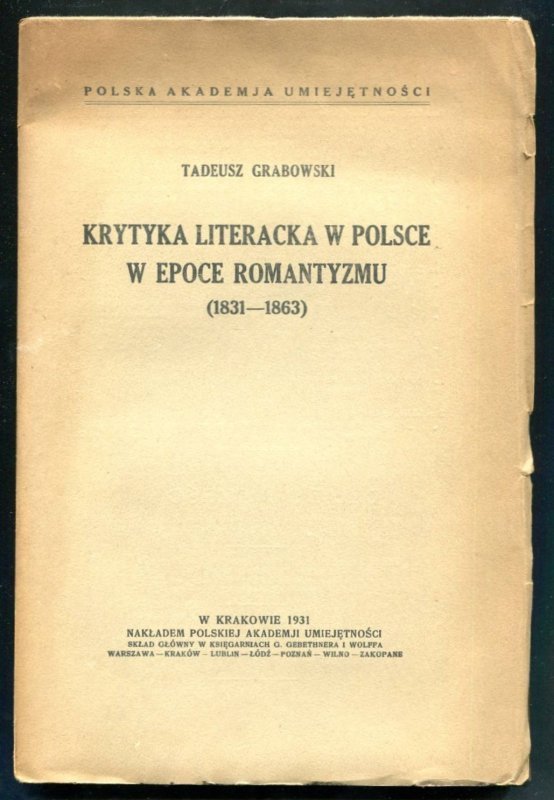 POLSKA AKADEMJA UMIEJĘTNOŚCI
TADEUSZ GRABOWSKI
KRYTYKA LITERACKA W POLSCE
W EPOCE ROMANTYZMU
(1831—1863)
W KRAKOWIE 1931
NAKŁADEM POLSKIEJ AKADEMJI UMIEJĘTNOŚCI
SKŁAD GŁÓWNY W KSIĘGARNIACH G. GEBETHNERA I WOLFFA
WARSZAWA — KRAKÓW — LUBLIN — ŁÓDŹ — POZNAŃ — WILNO — ZAKOPANE